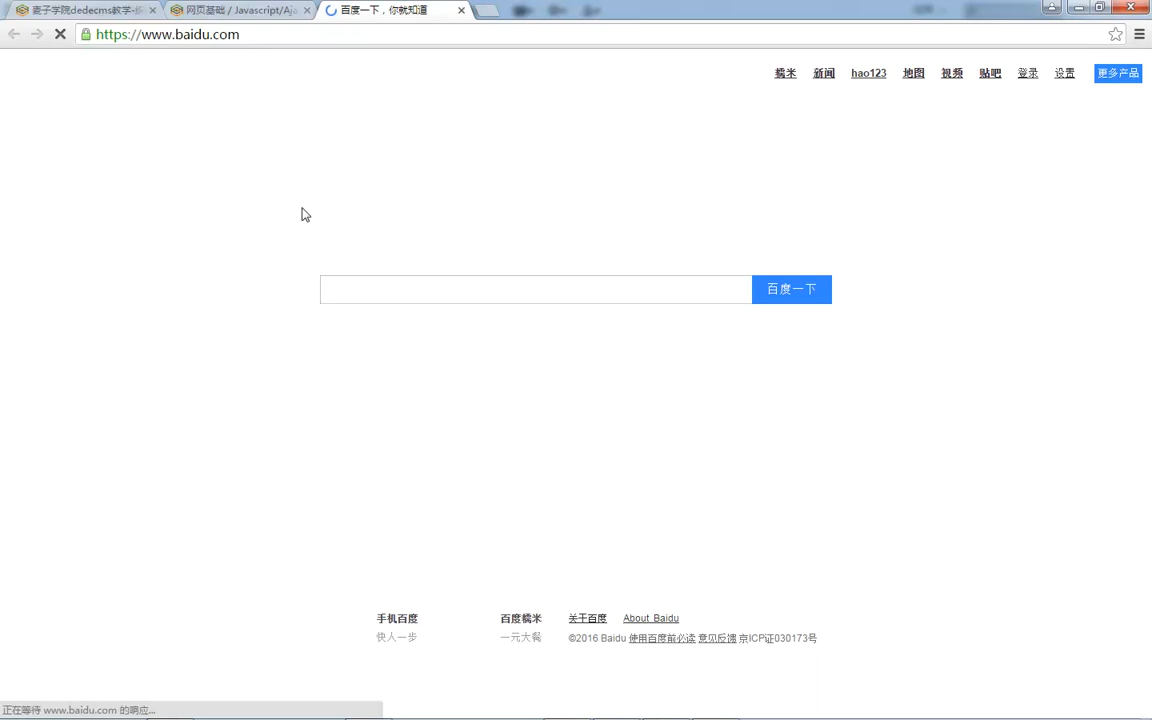 麦子学院dedecms教学-
网页基础 / Javascript/Aja
百度一下，你就知道
https://www.baidu.com
糯米 新闻 hao123 地图 视频 贴吧 登录 设置 更多产品
百度一下
手机百度 百度糯米 关于百度 About Baidu
快人一步 一元大餐 ©2016 Baidu 使用百度前必读 意见反馈 京ICP证030173号
正在等待 www.baidu.com 的响应...